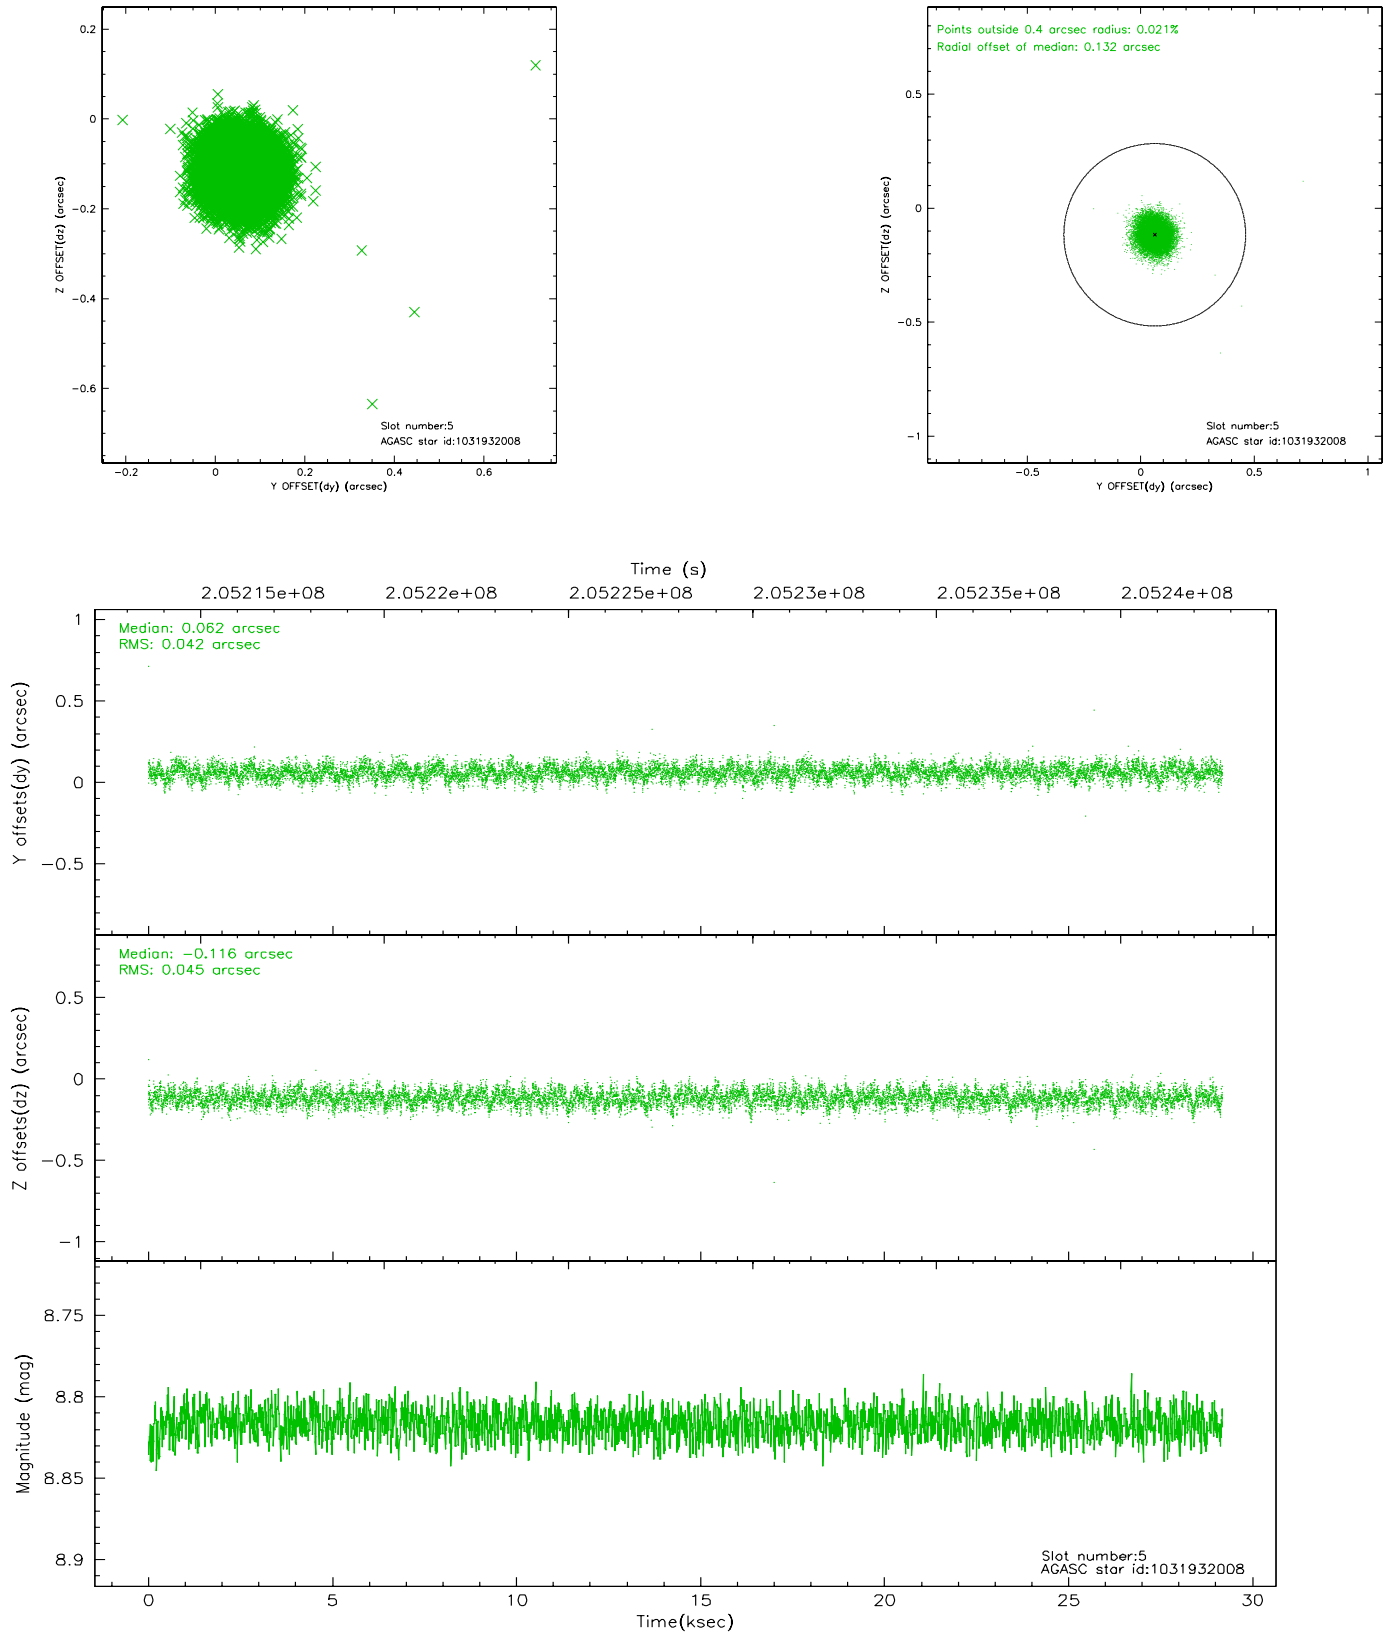 0.2
0
−0.2
−0.4
−0.6
Z OFFSET(dz) (arcsec)
Slot number:5
AGASC star id:1031932008
−0.2 0 0.2 0.4 0.6
Y OFFSET(dy) (arcsec)
Points outside 0.4 arcsec radius: 0.021%
Radial offset of median: 0.132 arcsec
0.5
0
−0.5
−1
Z OFFSET(dz) (arcsec)
Slot number:5
AGASC star id:1031932008
−0.5 0 0.5 1
Y OFFSET(dy) (arcsec)
Time (s)
2.05215e+08 2.0522e+08 2.05225e+08 2.0523e+08 2.05235e+08 2.0524e+08
Median: 0.062 arcsec
RMS: 0.042 arcsec
1
0.5
0
−0.5
Y offsets(dy) (arcsec)
Median: −0.116 arcsec
RMS: 0.045 arcsec
0.5
0
−0.5
−1
Z offsets(dz) (arcsec)
8.75
8.8
8.85
8.9
Magnitude (mag)
Slot number:5
AGASC star id:1031932008
0 5 10 15 20 25 30
Time(ksec)